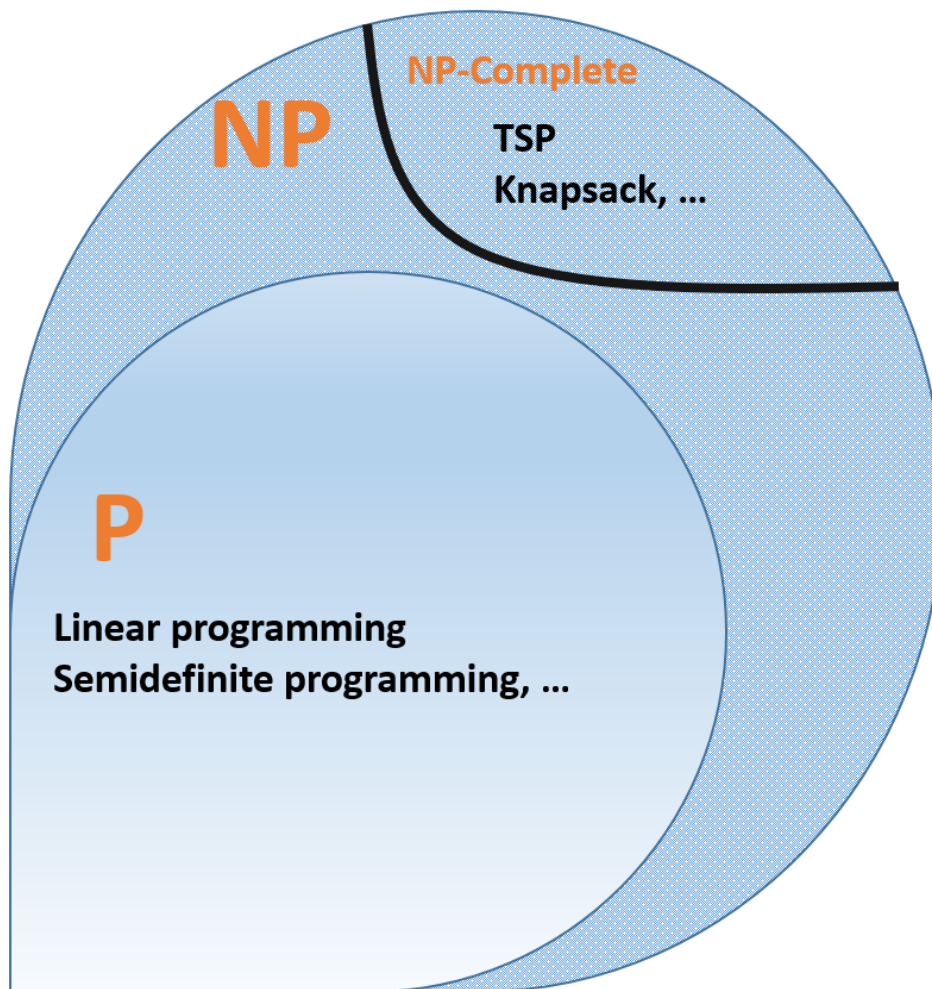 NP-Complete
NP
TSP
Knapsack, ...
P
Linear programming
Semidefinite programming, ...